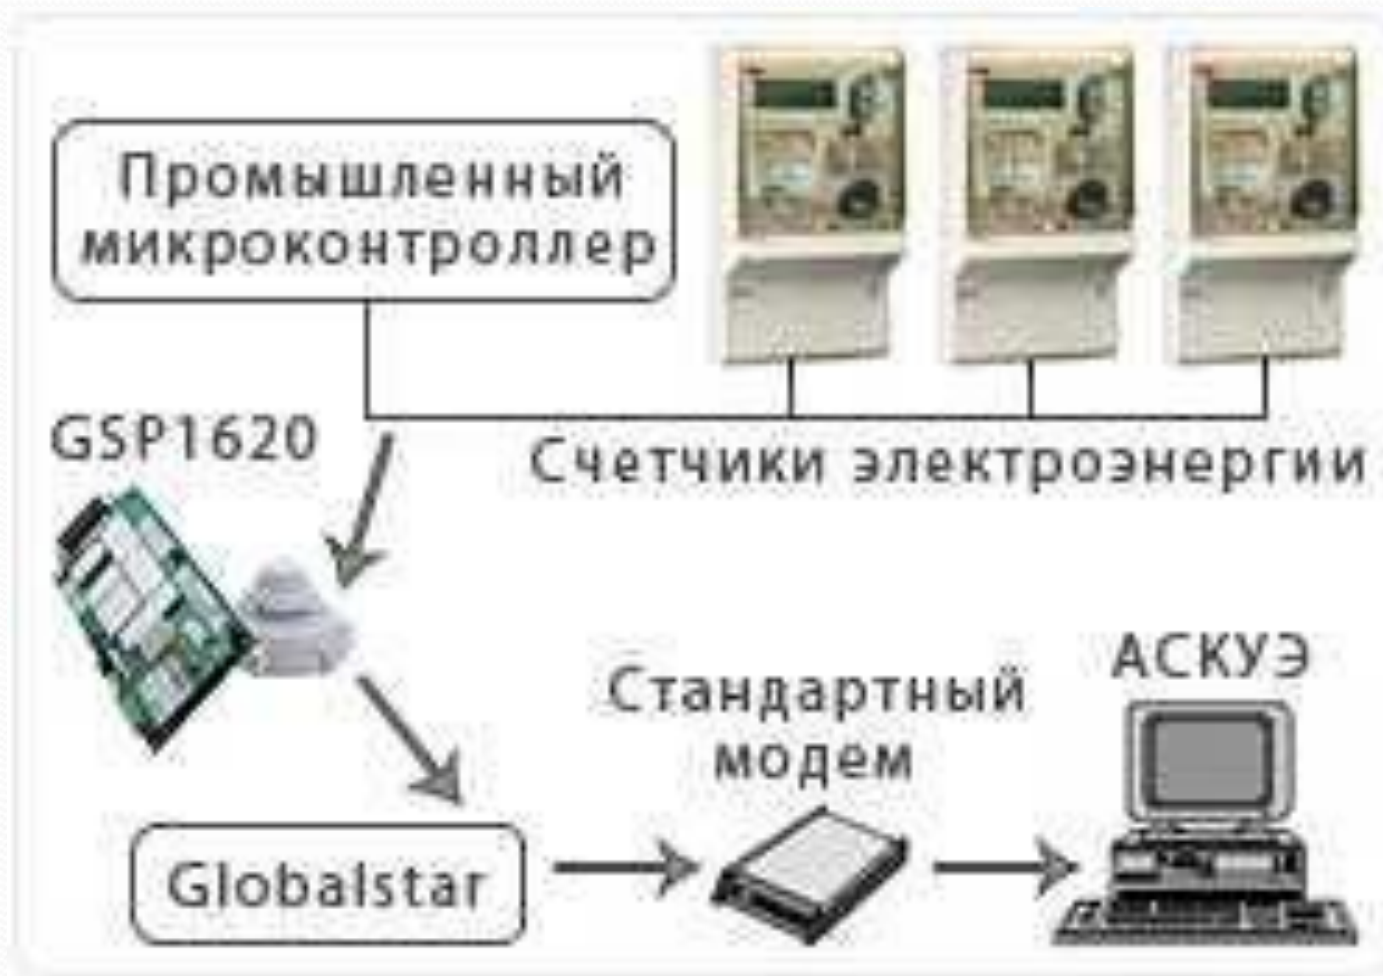 Промышленный
микроконтроллер
GSP1620
Счетчики электроэнергии
АСКУЭ
Стандартный
модем
Globalstar